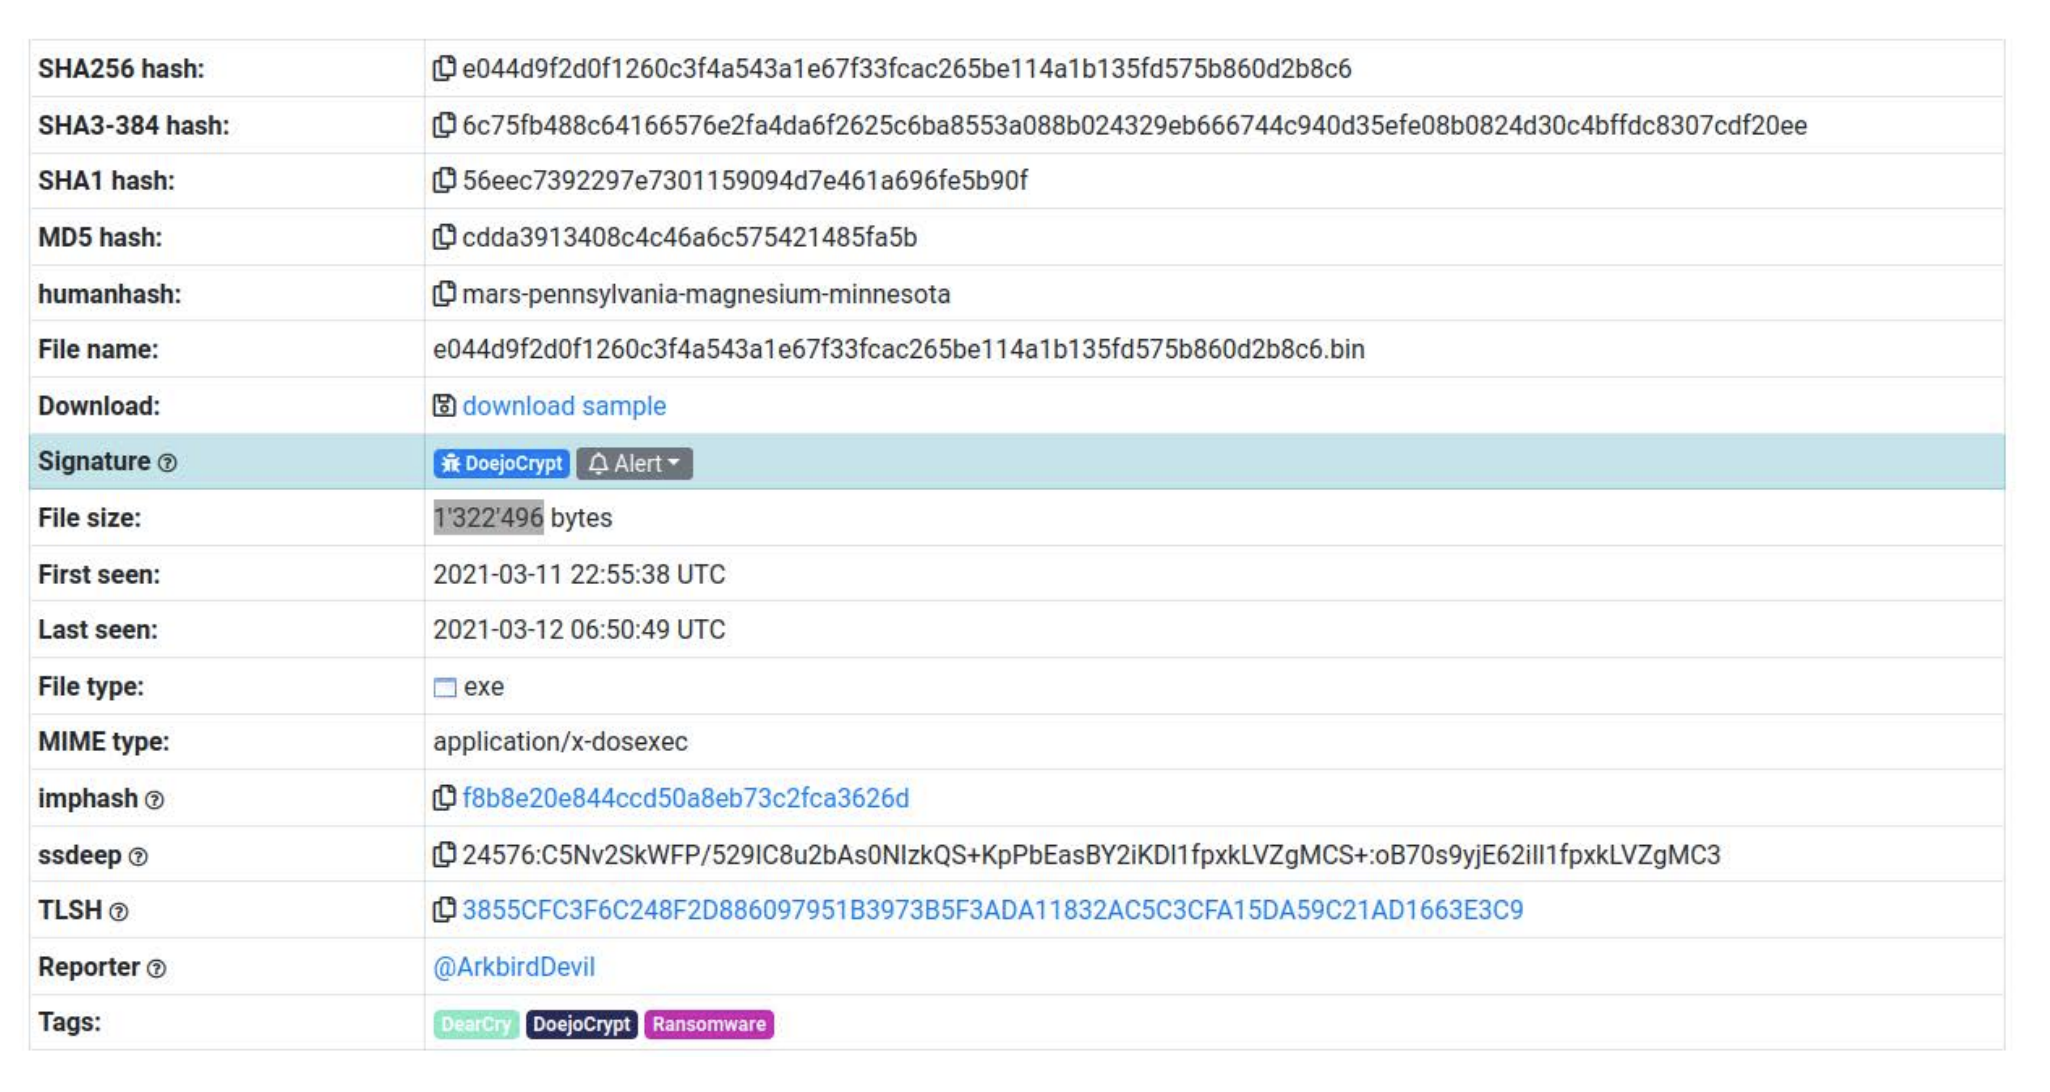 SHA256 hash: e044d9f2d0f1260c3f4a543a1e67f33fcac265be114a1b135fd575b860d2b8c6
SHA3-384 hash: 6c75fb488c64166576e2fa4da6f2625c6ba8553a088b024329eb666744c940d35efe08b0824d30c4bffdc8307cdf20ee
SHA1 hash: 56eec7392297e7301159094d7e461a696fe5b90f
MD5 hash: cdda3913408c4c46a6c575421485fa5b
humanhash: mars-pennsylvania-magnesium-minnesota
File name: e044d9f2d0f1260c3f4a543a1e67f33fcac265be114a1b135fd575b860d2b8c6.bin
Download: download sample
Signature DoejoCrypt Alert
File size: 1'322'496 bytes
First seen: 2021-03-11 22:55:38 UTC
Last seen: 2021-03-12 06:50:49 UTC
File type: exe
MIME type: application/x-dosexec
imphash f8b8e20e844ccd50a8eb73c2fca3626d
ssdeep 24576:C5Nv2SkWFP/529IC8u2bAs0NIzkQS+KpPbEasBY2iKDI1fpxkLVZgMCS+:oB70s9yjE62iIl1fpxkLVZgMC3
TLSH 3855CFC3F6C248F2D886097951B3973B5F3ADA11832AC5C3CFA15DA59C21AD1663E3C9
Reporter @ArkbirdDevil
Tags: DearCry DoejoCrypt Ransomware